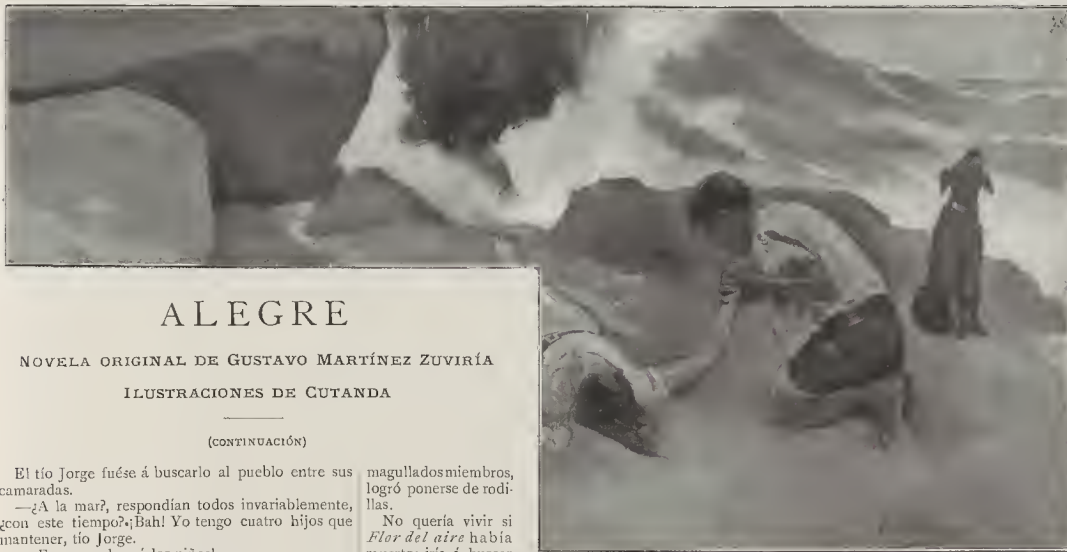 ALEGRE
NOVELA ORIGINAL DE GUSTAVO MARTÍNEZ ZUVIRÍA
ILUSTRACIONES DE CUTANDA
(CONTINUACIÓN)
El tío Jorge fuése á buscarlo al pueblo entre sus
camaradas.
—¿A la mar?, respondían todos invariablemente,
¿con este tiempo? ¡Bah! Yo tengo cuatro hijos que
mantener, tío Jorge.
magullados miembros,
logró ponerse de rodi-
llas.
No quería vivir si
Flor del aire había